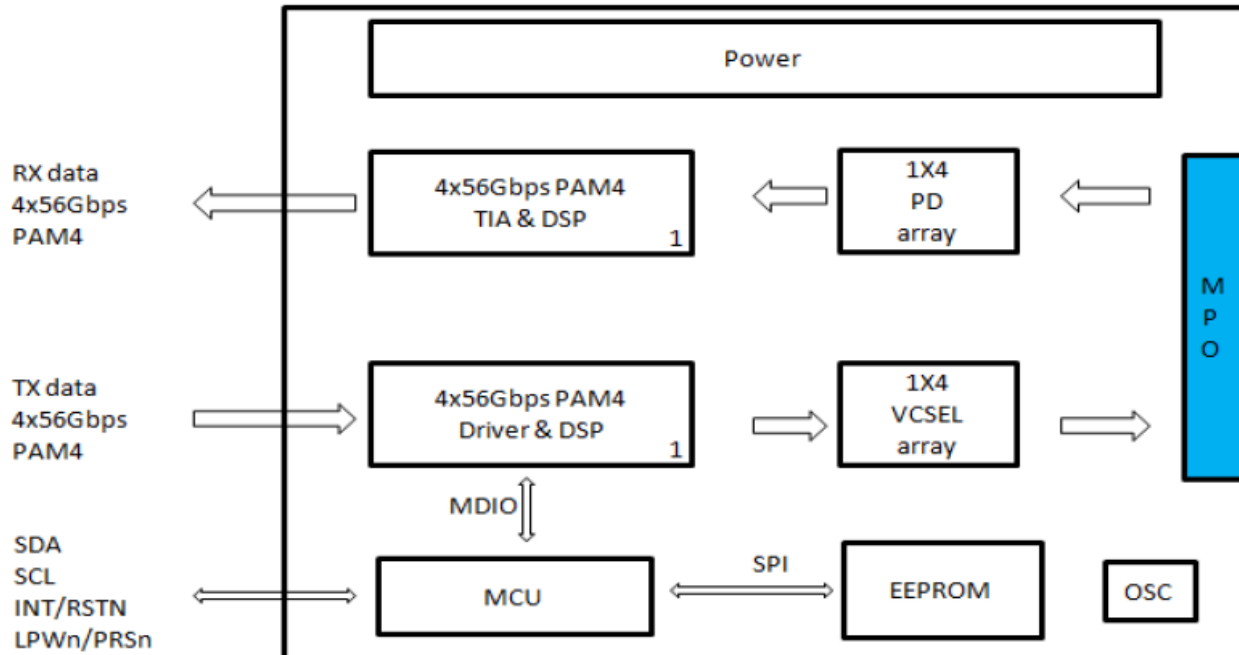 Power
RX data
4x56Gbps
PAM4
4x56Gbps PAM4
TIA & DSP
1
1X4
PD
array
M
P
O
TX data
4x56Gbps
PAM4
4x56Gbps PAM4
Driver & DSP
1
1X4
VCSEL
array
MDIO
SDA
SCL
INT/RSTN
LPWn/PRSn
MCU
SPI
EEPROM
OSC